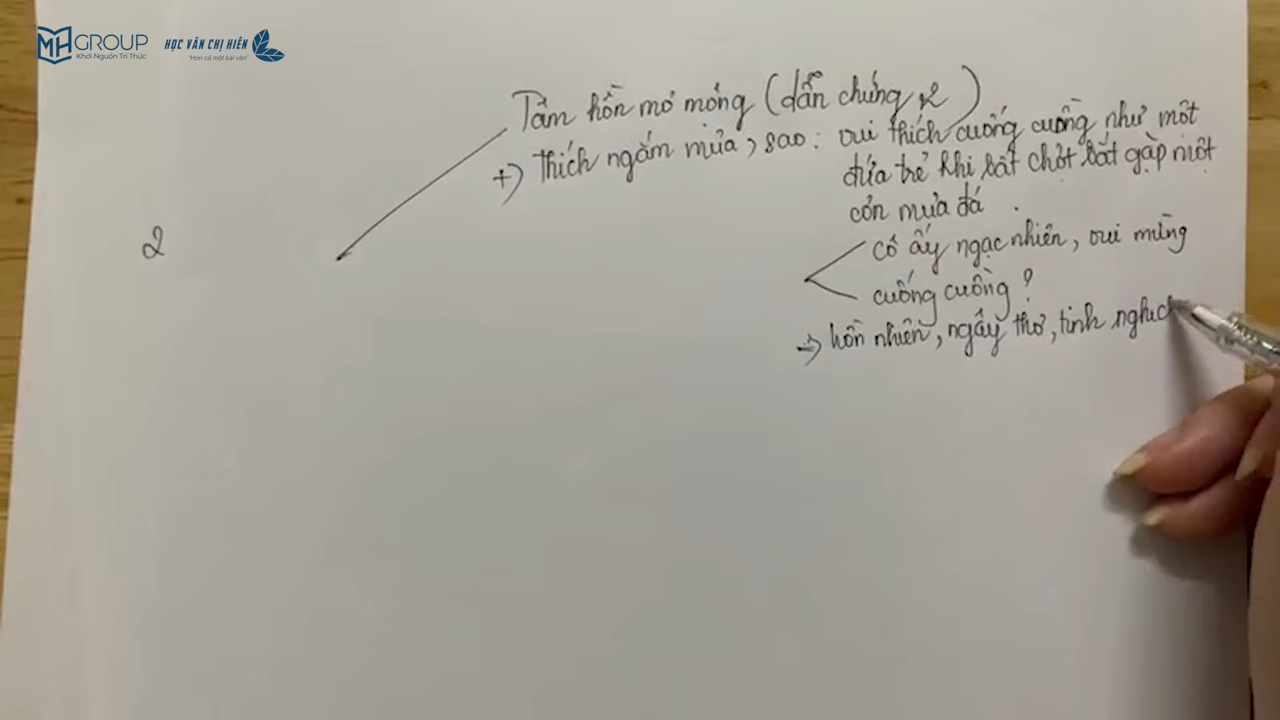 MH GROUP
Khơi Nguồn Tri Thức
HỌC VĂN CHỊ HIÊN
"Hơn cả một bài văn"
Tâm hồn mơ mộng (dẫn chứng)
+) thích ngắm mưa, sao: vui thích cuống cuồng như một
đứa trẻ khi bất chợt bắt gặp một
cơn mưa đá.
cô ấy ngạc nhiên, vui mừng
cuống cuồng?
2
=> hồn nhiên, ngây thơ, tinh nghịch